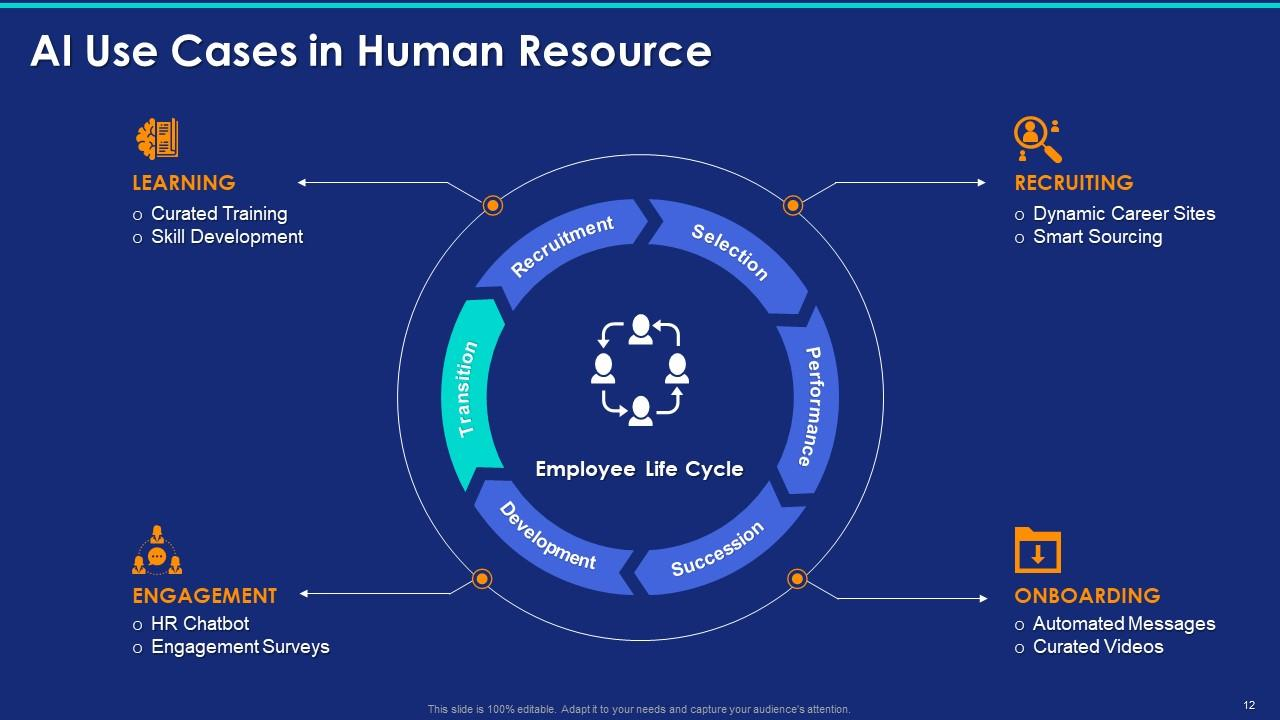 AI Use Cases in Human Resource
LEARNING
o Curated Training
o Skill Development
RECRUITING
o Dynamic Career Sites
o Smart Sourcing
Recruitment
Selection
Performance
Succession
Development
Transition
Employee Life Cycle
ENGAGEMENT
o HR Chatbot
o Engagement Surveys
ONBOARDING
o Automated Messages
o Curated Videos
This slide is 100% editable. Adapt it to your needs and capture your audience's attention.
12